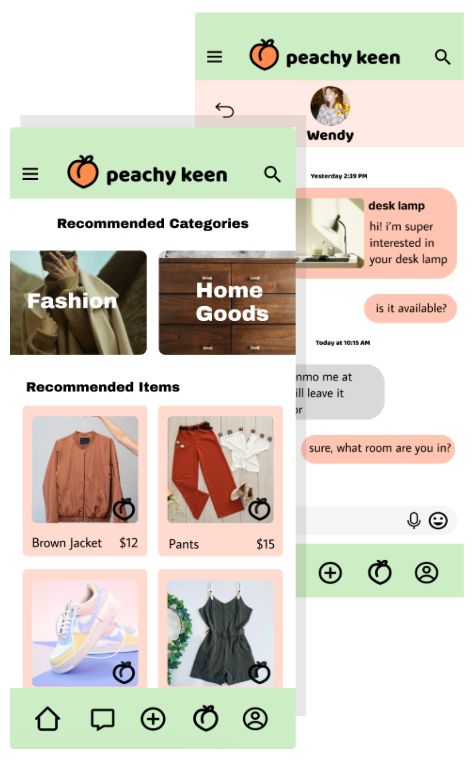 peachy keen
Wendy
Yesterday 2:39 PM
desk lamp
hi! i'm super
interested in
your desk lamp
is it available?
Today at 10:15 AM
me at
leave it
sure, what room are you in?
peachy keen
Recommended Categories
Fashion
Home
Goods
Recommended Items
Brown Jacket $12
Pants $15